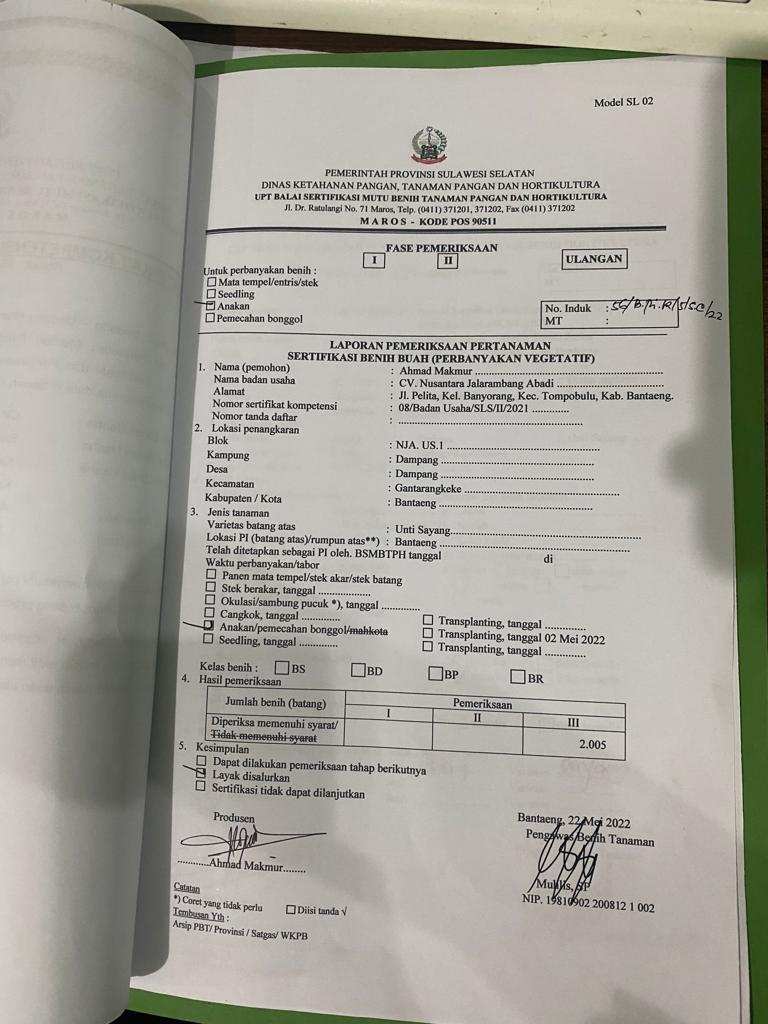 Model SL 02
PEMERINTAH PROVINSI SULAWESI SELATAN
DINAS KETAHANAN PANGAN, TANAMAN PANGAN DAN HORTIKULTURA
UPT BALAI SERTIFIKASI MUTU BENIH TANAMAN PANGAN DAN HORTIKULTURA
Jl. Dr. Ratulangi No. 71 Maros, Telp. (0411) 371201, 371202, Fax (0411) 371202
M A R O S - KODE POS 90511
FASE PEMERIKSAAN
I II ULANGAN
Untuk perbanyakan benih :
Mata tempel/entris/stek
Seedling
Anakan
Pemecahan bonggol
No. Induk :
MT :
LAPORAN PEMERIKSAAN PERTANAMAN
SERTIFIKASI BENIH BUAH (PERBANYAKAN VEGETATIF)
1. Nama (pemohon) : Ahmad Makmur
Nama badan usaha : CV. Nusantara Jalarambang Abadi
Alamat : Jl. Pelita, Kel. Banyorang, Kec. Tompobulu, Kab. Bantaeng.
Nomor sertifikat kompetensi : 08/Badan Usaha/SLS/II/2021
Nomor tanda daftar :
2. Lokasi penangkaran
Blok : NJA. US.1
Kampung : Dampang
Desa : Dampang
Kecamatan : Gantarangkeke
Kabupaten / Kota : Bantaeng
3. Jenis tanaman
Varietas batang atas : Unti Sayang
Lokasi PI (batang atas)/rumpun atas**) : Bantaeng
Telah ditetapkan sebagai PI oleh. BSMBTPH tanggal di
Waktu perbanyakan/tabor
Panen mata tempel/stek akar/stek batang
Stek berakar, tanggal
Okulasi/sambung pucuk *), tanggal
Cangkok, tanggal Transplanting, tanggal
Anakan/pemecahan bonggol/mahkota Transplanting, tanggal 02 Mei 2022
Seedling, tanggal Transplanting, tanggal
Kelas benih : BS BD BP BR
4. Hasil pemeriksaan
Jumlah benih (batang) Pemeriksaan
I II III
Diperiksa memenuhi syarat/
Tidak memenuhi syarat 2.005
5. Kesimpulan
Dapat dilakukan pemeriksaan tahap berikutnya
Layak disalurkan
Sertifikasi tidak dapat dilanjutkan
Bantaeng, 22 Mei 2022
Produsen Pengawas Benih Tanaman
Ahmad Makmur
Muhlis, SP
NIP. 19810902 200812 1 002
Catatan
*) Coret yang tidak perlu Diisi tanda √
Tembusan Yth :
Arsip PBT/ Provinsi / Satgas/ WKPB